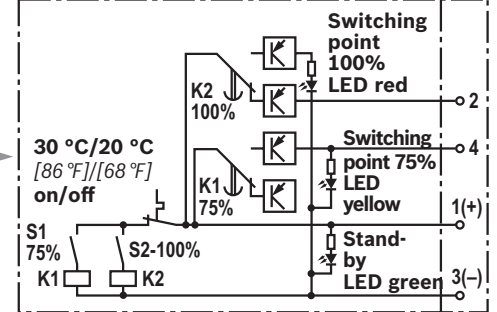 Switching
point
100%
LED red
K2
100%
2
30 °C/20 °C
[86 °F]/[68 °F]
on/off
Switching
point 75%
LED
yellow
4
K1
75%
1(+)
S1
75%
S2-100%
Stand-
by
LED green
K1
K2
3(–)